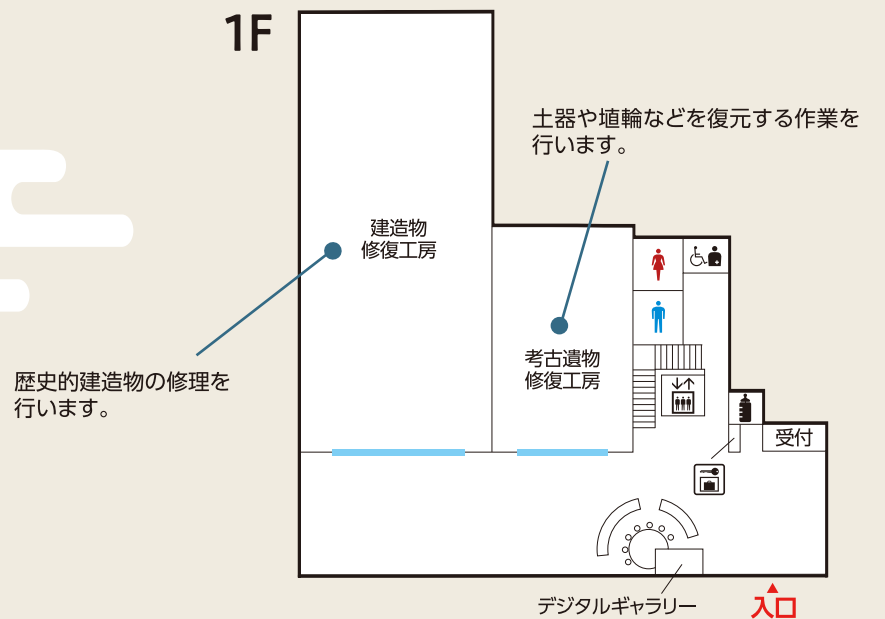 1F
土器や埴輪などを復元する作業を
行います。
建造物
修復工房
考古遺物
修復工房
歴史的建造物の修理を
行います。
受付
デジタルギャラリー
入口